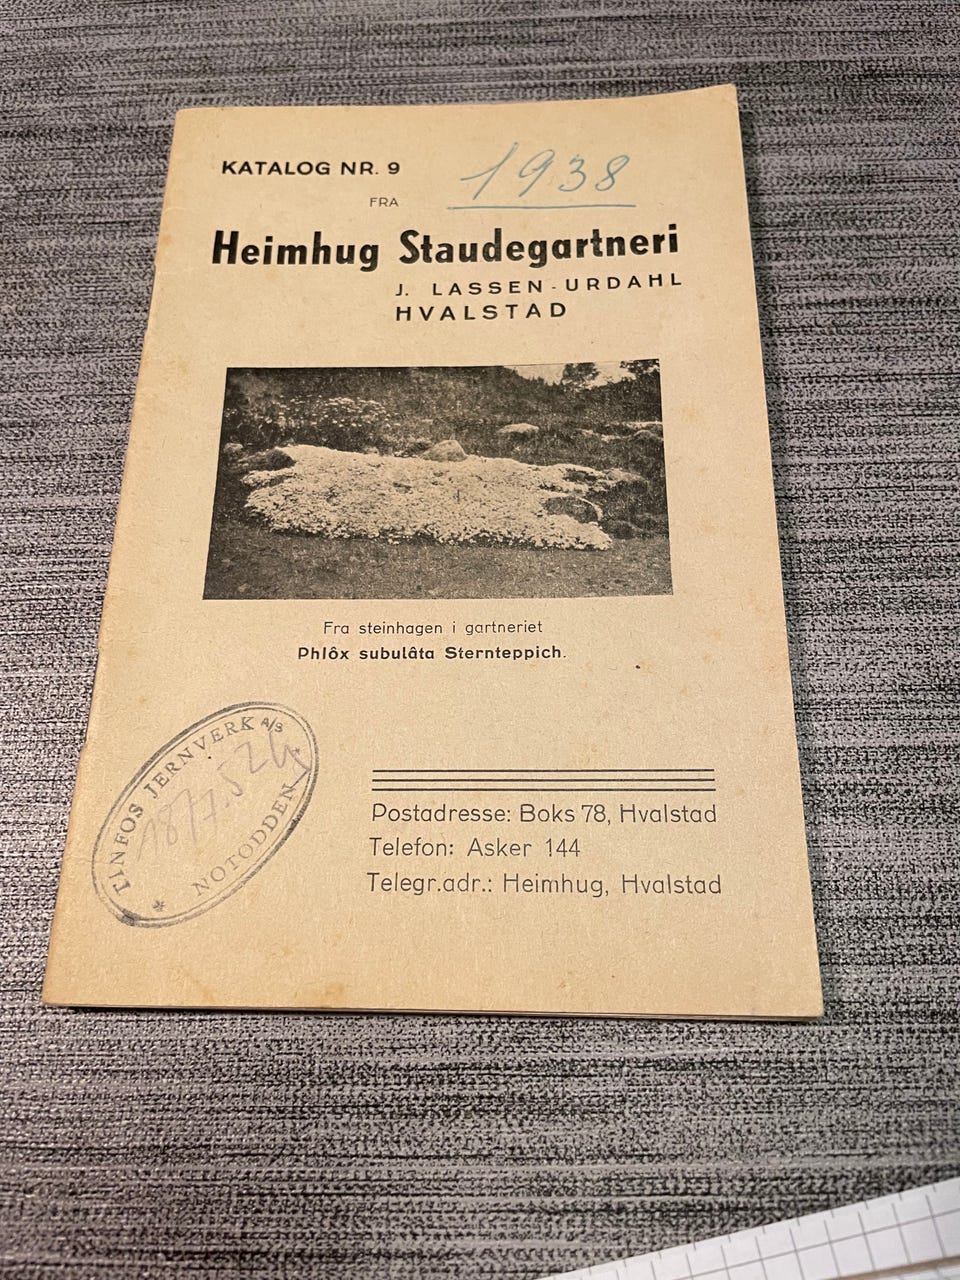 KATALOG NR. 9
1938
FRA
Heimhug Staudegartneri
J. LASSEN-URDAHL
HVALSTAD
Fra steinhagen i gartneriet
Phlôx subulâta Sternteppich.
TINFOS JERNVERK A/S
NOTODDEN
Postadresse: Boks 78, Hvalstad
Telefon: Asker 144
Telegr.adr.: Heimhug, Hvalstad